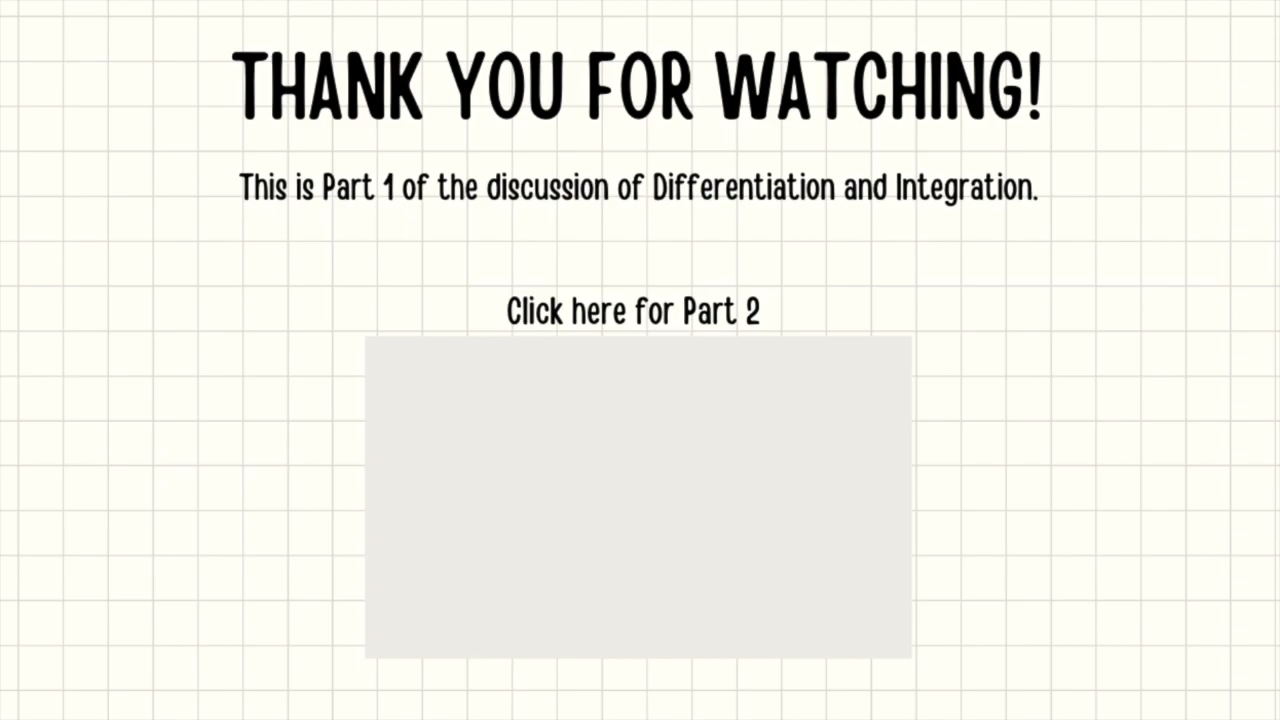 THANK YOU FOR WATCHING!
This is Part 1 of the discussion of Differentiation and Integration.
Click here for Part 2